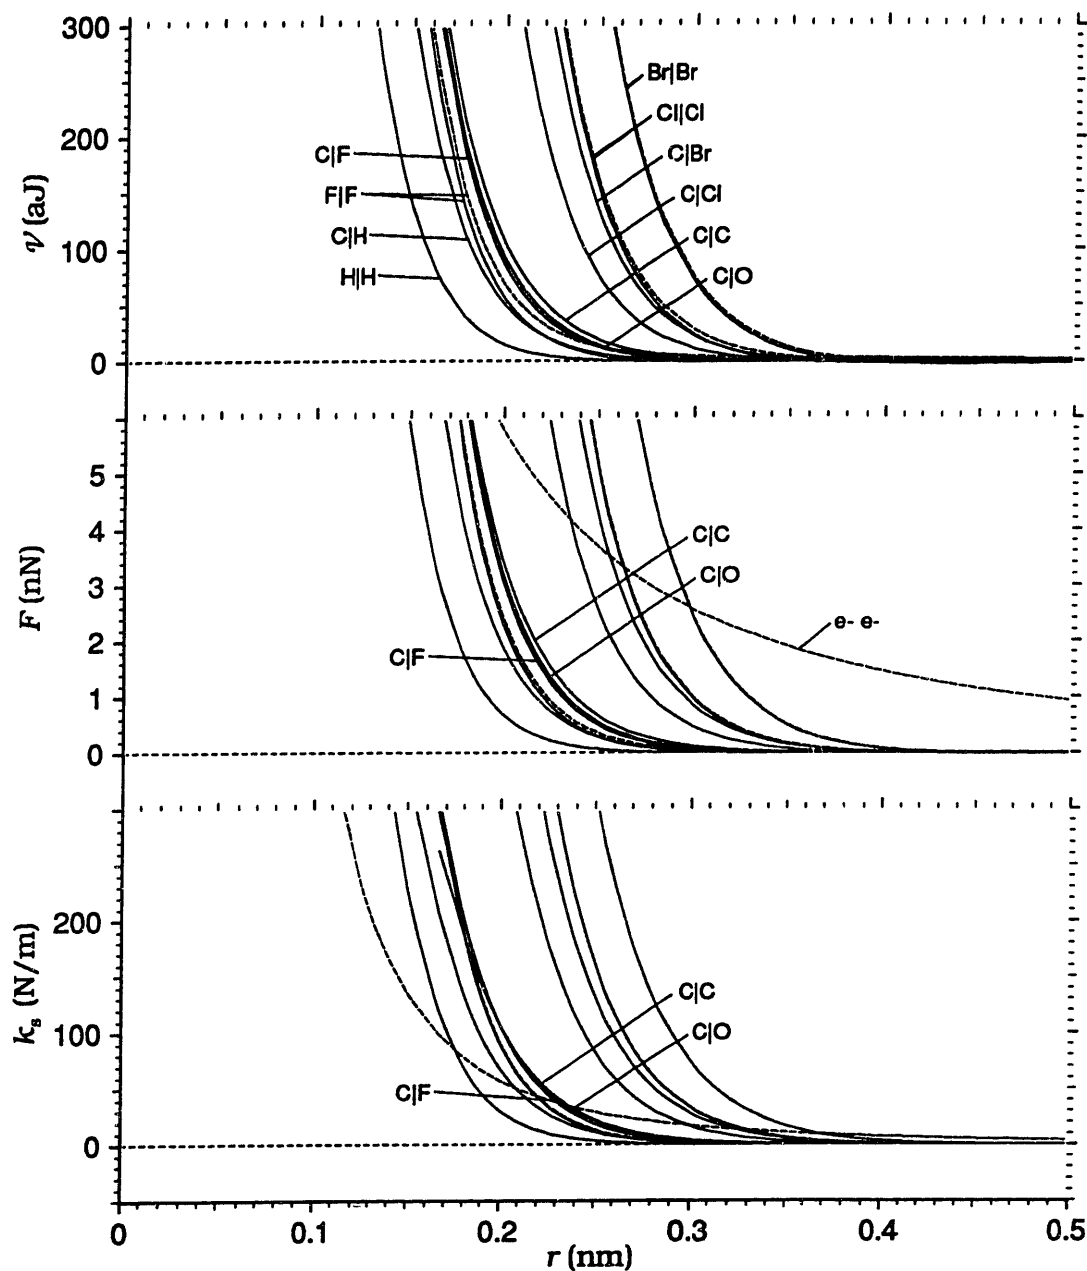 300
200
100
0
𝒱 (aJ)
Br|Br
Cl|Cl
C|Br
C|Cl
C|C
C|O
C|F
F|F
C|H
H|H
5
4
3
2
1
0
F (nN)
C|C
C|O
e- e-
C|F
200
100
0
kₛ (N/m)
C|C
C|O
C|F
0 0.1 0.2 0.3 0.4 0.5
r (nm)